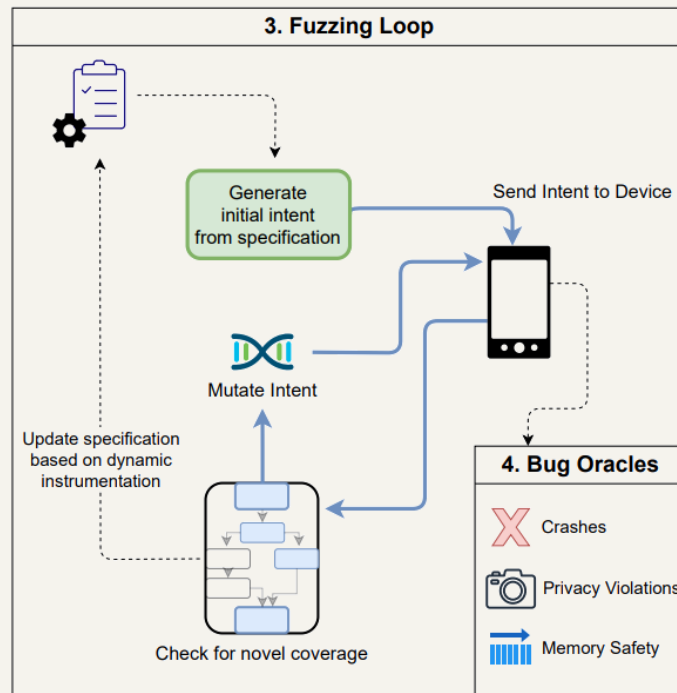 3. Fuzzing Loop
Generate
initial intent
from specification
Send Intent to Device
Mutate Intent
Update specification
based on dynamic
instrumentation
4. Bug Oracles
Crashes
Privacy Violations
Memory Safety
Check for novel coverage